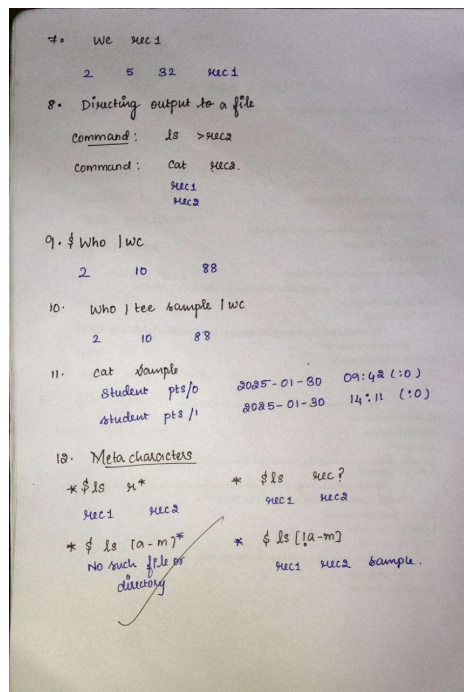 7. We rec1
2 5 32 rec1
8. Directing output to a file
Command: ls >rec2
Command: Cat rec2.
rec1
rec2
9. $ Who | wc
2 10 88
10. Who | tee sample | wc
2 10 88
11. cat sample
Student pts/0 2025-01-30 09:42 (:0)
student pts/1 2025-01-30 14:11 (:0)
12. Meta characters
* $ ls r* * $ls rec?
rec1 rec2 rec1 rec2
* $ ls [a-m]* * $ ls [!a-m]
No such file or rec1 rec2 sample.
directory